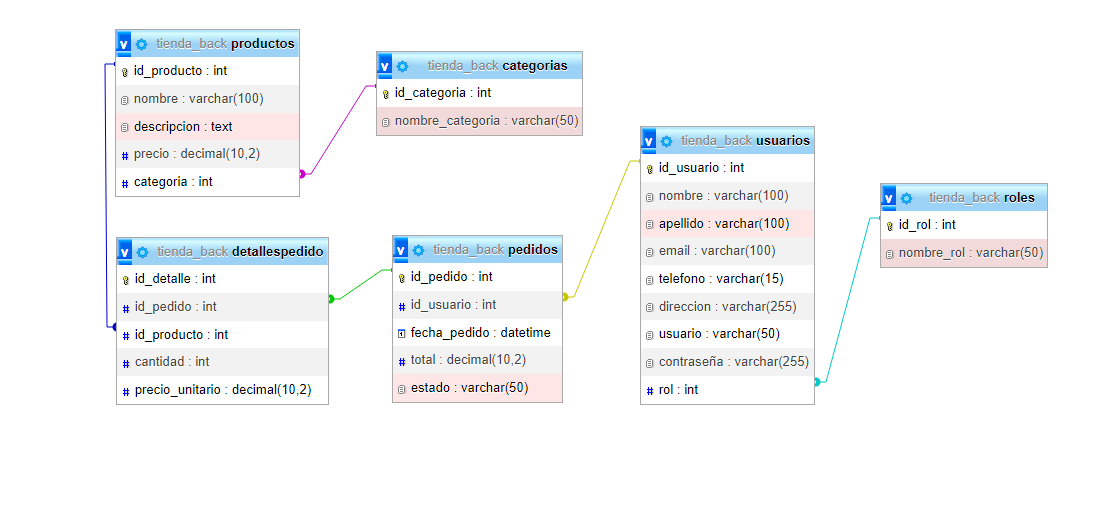 tienda_back productos
id_producto : int
nombre : varchar(100)
descripcion : text
precio : decimal(10,2)
categoria : int
tienda_back categorias
id_categoria : int
nombre_categoria : varchar(50)
tienda_back detallespedido
id_detalle : int
id_pedido : int
id_producto : int
cantidad : int
precio_unitario : decimal(10,2)
tienda_back pedidos
id_pedido : int
id_usuario : int
fecha_pedido : datetime
total : decimal(10,2)
estado : varchar(50)
tienda_back usuarios
id_usuario : int
nombre : varchar(100)
apellido : varchar(100)
email : varchar(100)
telefono : varchar(15)
direccion : varchar(255)
usuario : varchar(50)
contraseña : varchar(255)
rol : int
tienda_back roles
id_rol : int
nombre_rol : varchar(50)